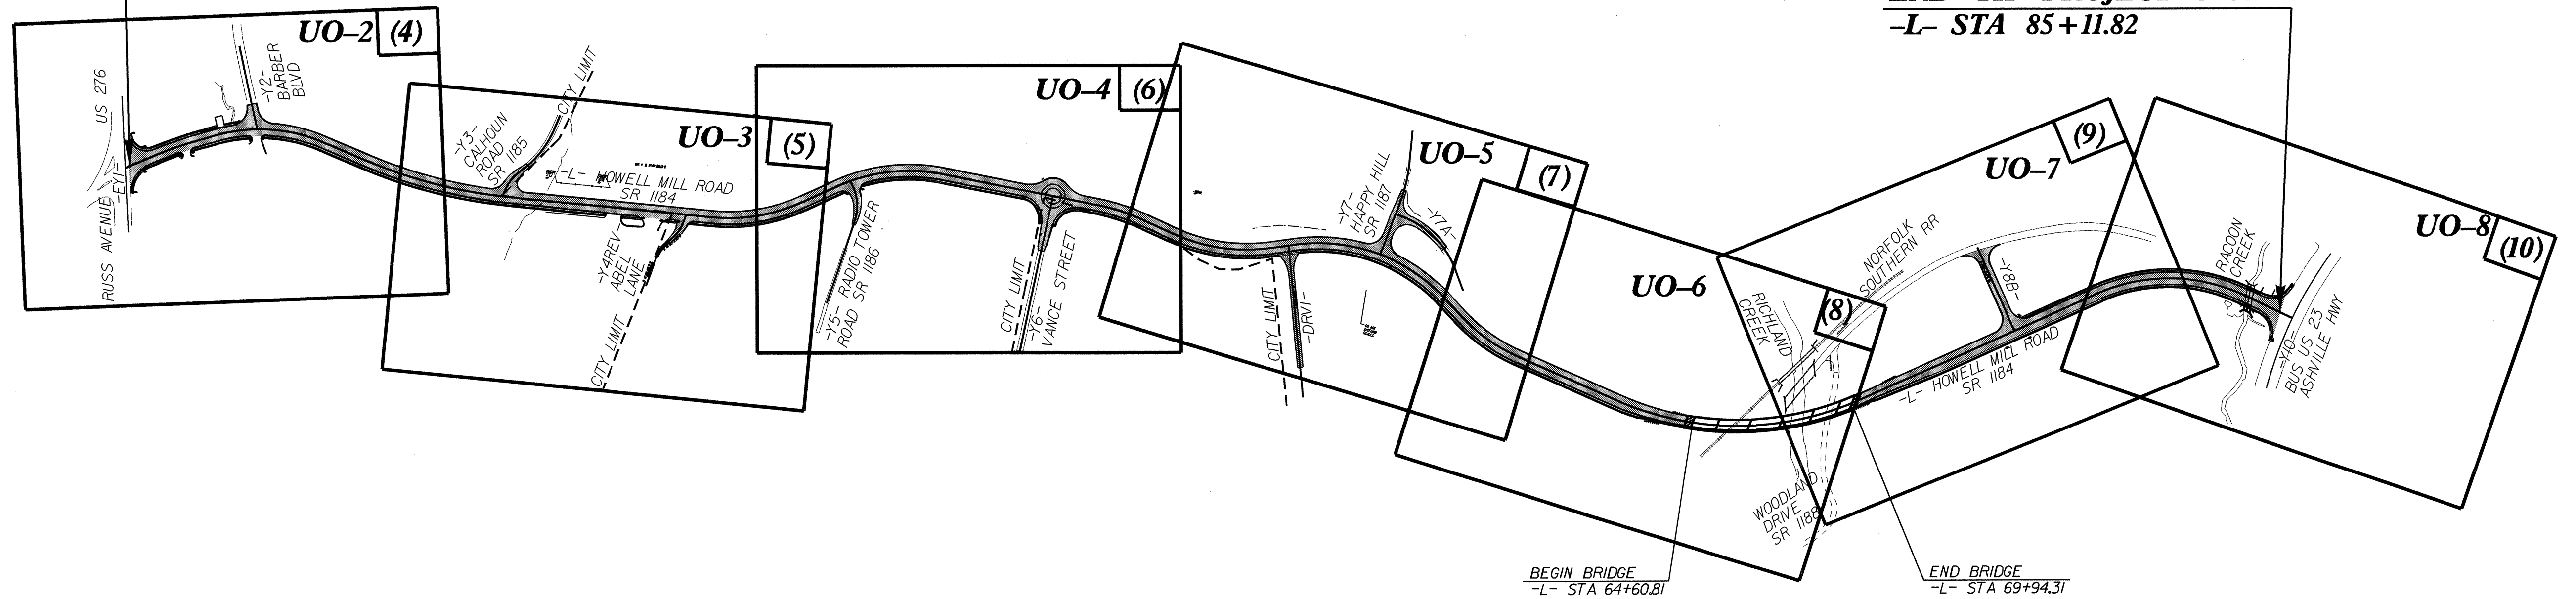 -L- STA 85+11.82
UO-2 (4)
US 276
RUSS AVENUE
-EY1-
-Y2-
BARBER
BLVD
CITY LIMIT
-Y3-
CALHOUN
ROAD
SR 1185
UO-3 (5)
-L- HOWELL MILL ROAD
SR 1184
-Y4REV-
ABEL
LANE
CITY LIMIT
UO-4 (6)
-Y5- RADIO TOWER
ROAD SR 1186
CITY LIMIT
-Y6-
VANCE STREET
UO-5 (7)
-Y7-
HAPPY HILL
SR 1187
-Y7A-
CITY LIMIT
-DRV1-
UO-6 (8)
RICHLAND
CREEK
NORFOLK
SOUTHERN RR
WOODLAND
DRIVE
SR 1188
BEGIN BRIDGE
-L- STA 64+60.81
END BRIDGE
-L- STA 69+94.31
UO-7 (9)
-Y8B-
-L- HOWELL MILL ROAD
SR 1184
UO-8 (10)
RACOON
CREEK
-Y10-
BUS US 23
ASHVILLE HWY